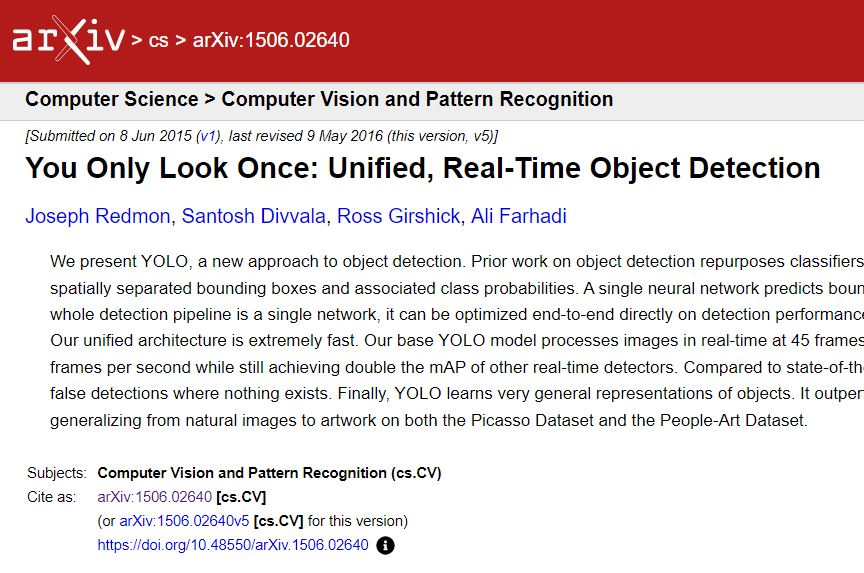 arXiv > cs > arXiv:1506.02640
Computer Science > Computer Vision and Pattern Recognition
[Submitted on 8 Jun 2015 (v1), last revised 9 May 2016 (this version, v5)]
You Only Look Once: Unified, Real-Time Object Detection
Joseph Redmon, Santosh Divvala, Ross Girshick, Ali Farhadi
We present YOLO, a new approach to object detection. Prior work on object detection repurposes classifiers
spatially separated bounding boxes and associated class probabilities. A single neural network predicts boun
whole detection pipeline is a single network, it can be optimized end-to-end directly on detection performance
Our unified architecture is extremely fast. Our base YOLO model processes images in real-time at 45 frames
frames per second while still achieving double the mAP of other real-time detectors. Compared to state-of-th
false detections where nothing exists. Finally, YOLO learns very general representations of objects. It outper
generalizing from natural images to artwork on both the Picasso Dataset and the People-Art Dataset.
Subjects: Computer Vision and Pattern Recognition (cs.CV)
Cite as: arXiv:1506.02640 [cs.CV]
(or arXiv:1506.02640v5 [cs.CV] for this version)
https://doi.org/10.48550/arXiv.1506.02640